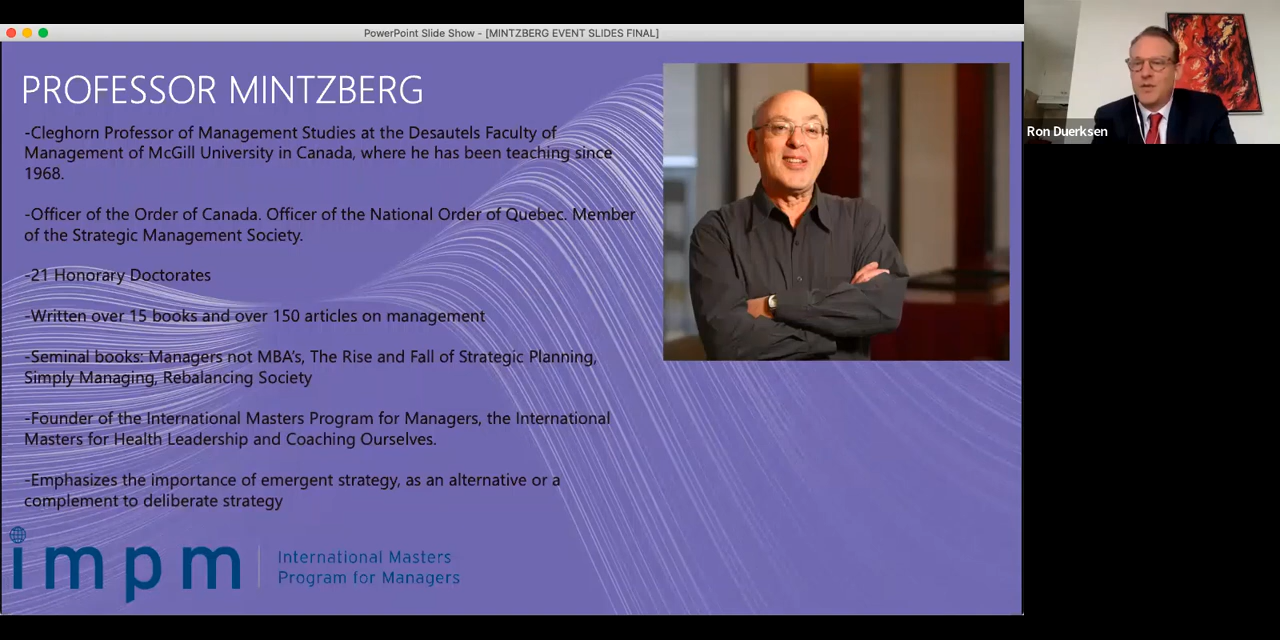 PowerPoint Slide Show - [MINTZBERG EVENT SLIDES FINAL]
PROFESSOR MINTZBERG
-Cleghorn Professor of Management Studies at the Desautels Faculty of
Management of McGill University in Canada, where he has been teaching since
1968.
-Officer of the Order of Canada. Officer of the National Order of Quebec. Member
of the Strategic Management Society.
-21 Honorary Doctorates
-Written over 15 books and over 150 articles on management
-Seminal books: Managers not MBA's, The Rise and Fall of Strategic Planning,
Simply Managing, Rebalancing Society
-Founder of the International Masters Program for Managers, the International
Masters for Health Leadership and Coaching Ourselves.
-Emphasizes the importance of emergent strategy, as an alternative or a
complement to deliberate strategy
impm
International Masters
Program for Managers
Ron Duerksen